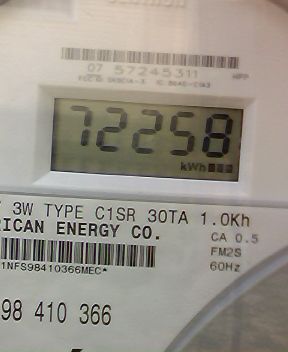 07 57245311
72258
kWh
3W TYPE C1SR 30TA 1.0Kh
RICAN ENERGY CO.
CA 0.5
FM2S
1NFS98410366MEC*
60Hz
98 410 366